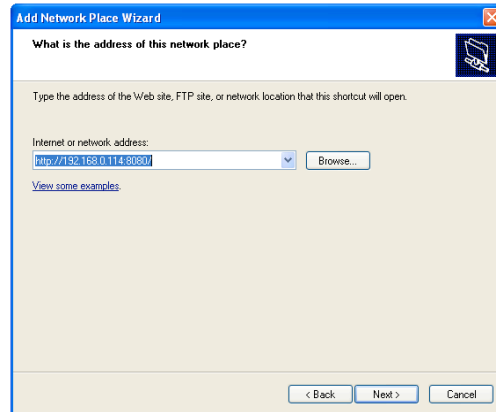 Add Network Place Wizard
What is the address of this network place?
Type the address of the Web site, FTP site, or network location that this shortcut will open.
Internet or network address:
http://192.168.0.114:8080/
Browse...
View some examples.
< Back
Next >
Cancel